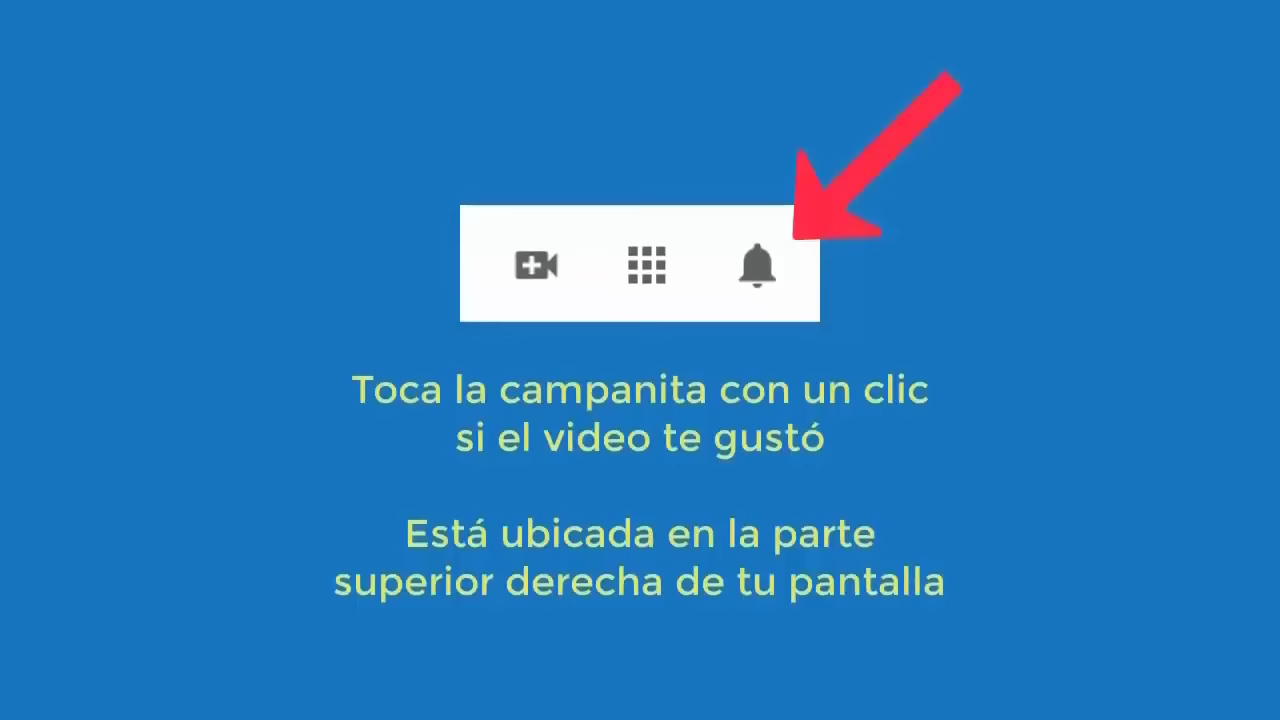 Toca la campanita con un clic
si el video te gustó
Está ubicada en la parte
superior derecha de tu pantalla